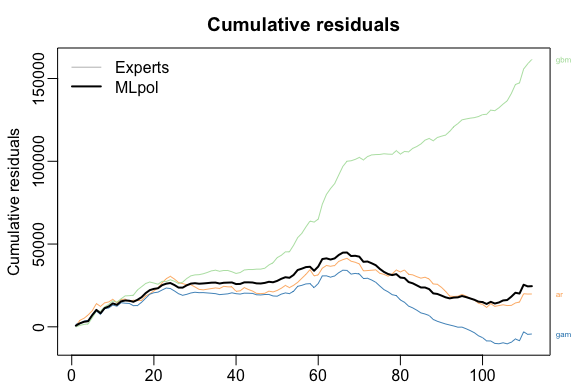 Cumulative residuals
Experts
MLpol
Cumulative residuals
150000
100000
50000
0
0
20
40
60
80
100
gbm
ar
gam